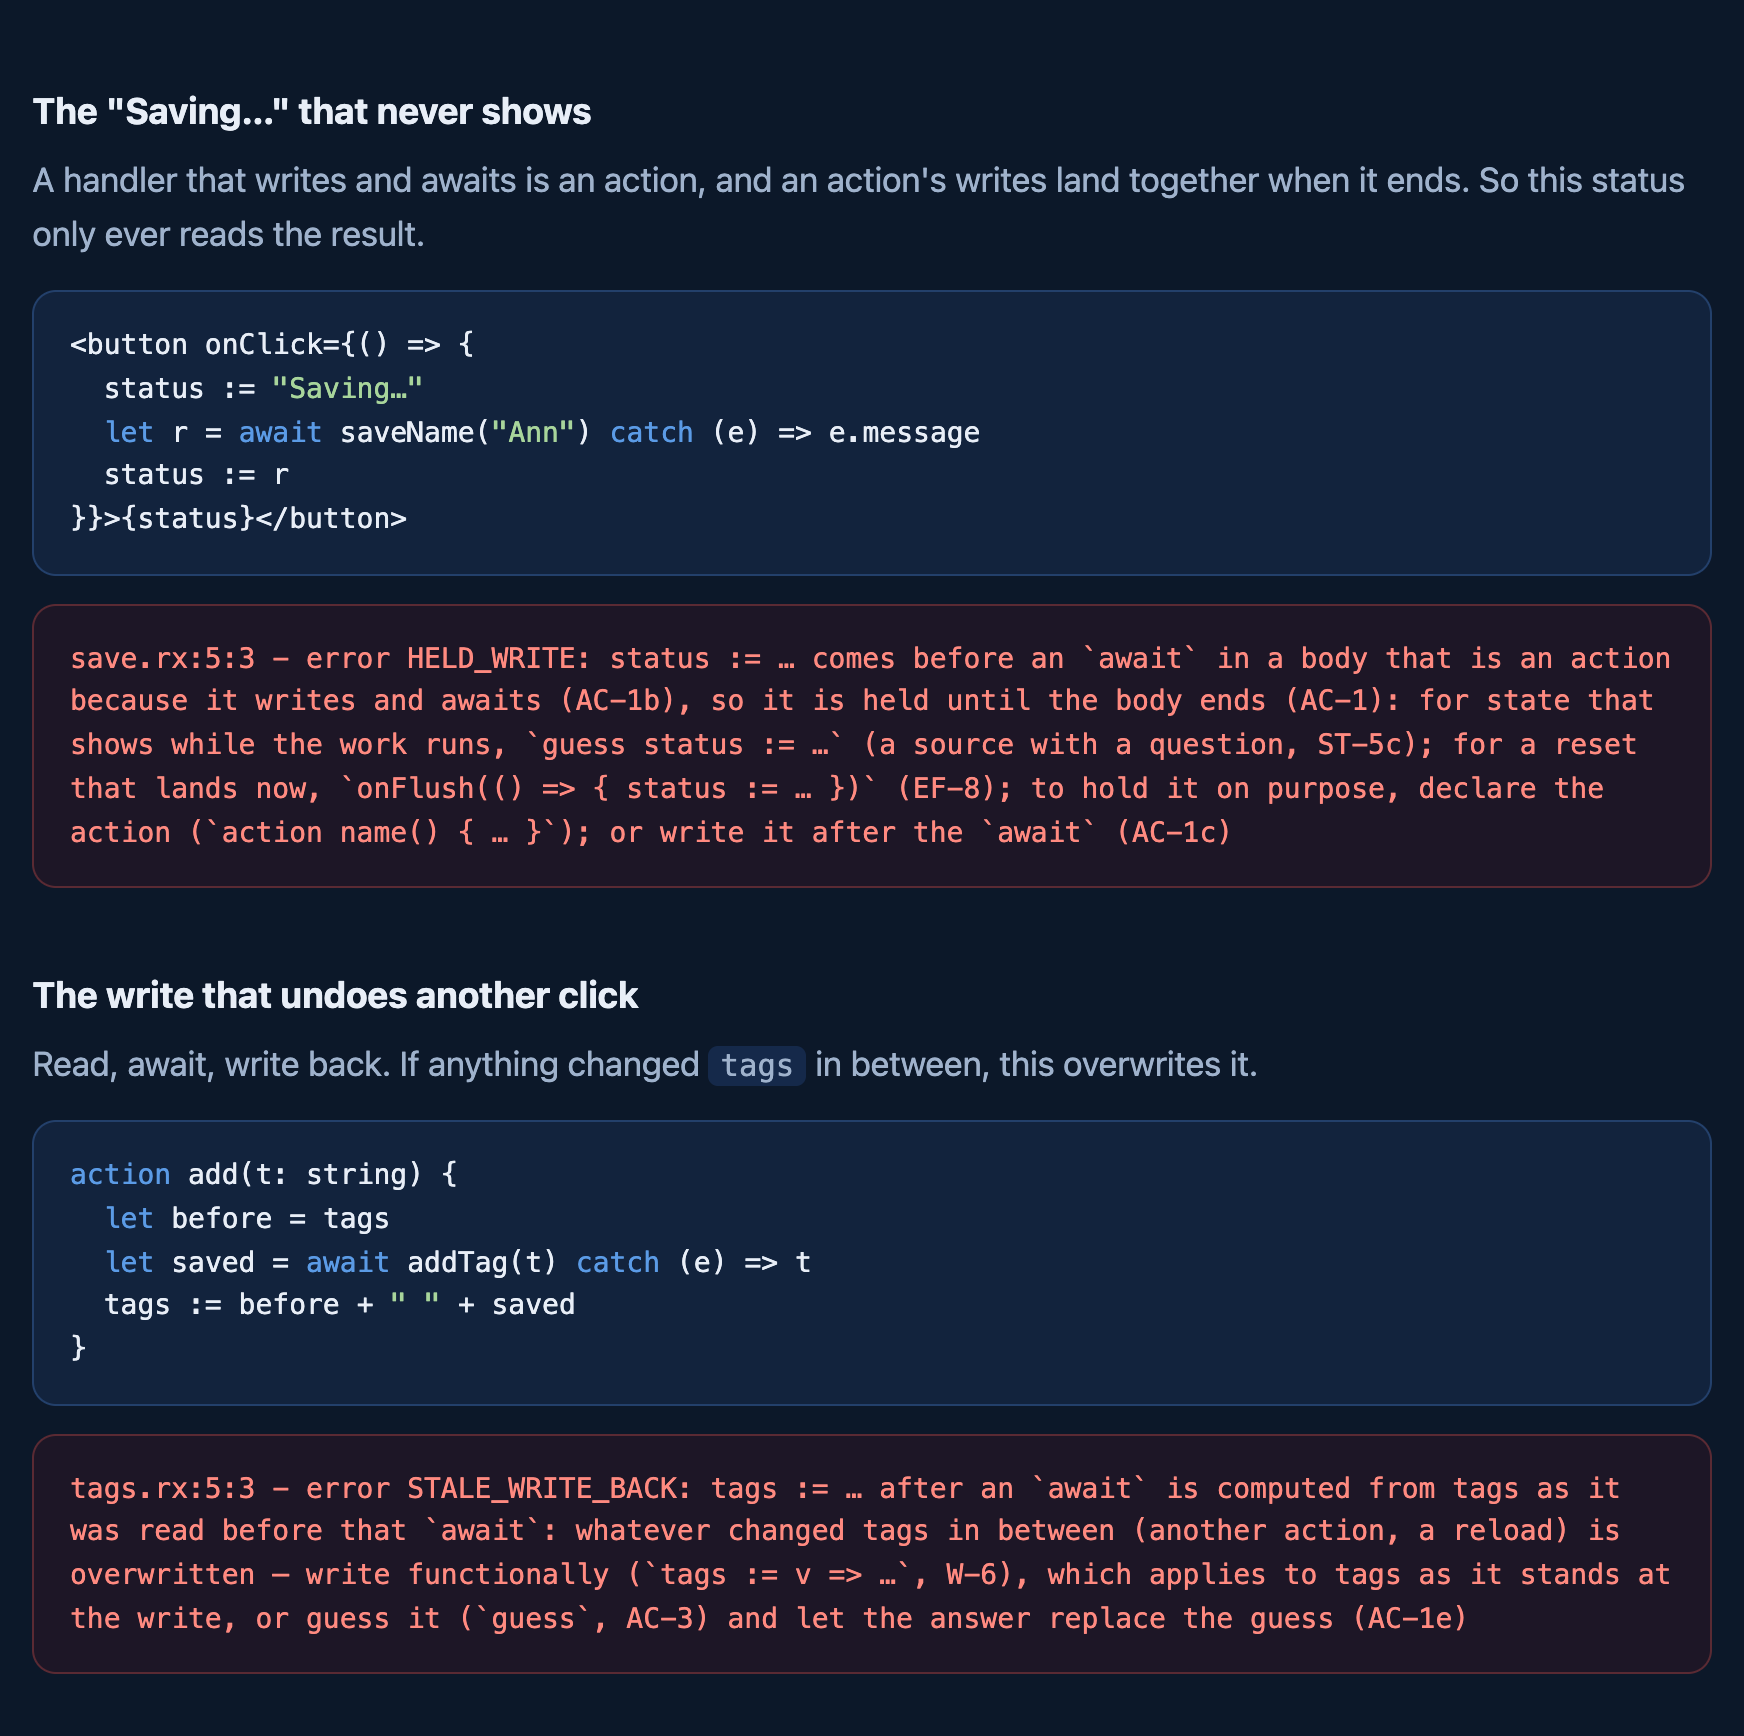 The "Saving…" that never shows
A handler that writes and awaits is an action, and an action's writes land together when it ends. So this status
only ever reads the result.
<button onClick={() => {
  status := "Saving…"
  let r = await saveName("Ann") catch (e) => e.message
  status := r
}}>{status}</button>
save.rx:5:3 – error HELD_WRITE: status := … comes before an `await` in a body that is an action
because it writes and awaits (AC-1b), so it is held until the body ends (AC-1): for state that
shows while the work runs, `guess status := …` (a source with a question, ST-5c); for a reset
that lands now, `onFlush(() => { status := … })` (EF-8); to hold it on purpose, declare the
action (`action name() { … }`); or write it after the `await` (AC-1c)
The write that undoes another click
Read, await, write back. If anything changed tags in between, this overwrites it.
action add(t: string) {
  let before = tags
  let saved = await addTag(t) catch (e) => t
  tags := before + " " + saved
}
tags.rx:5:3 – error STALE_WRITE_BACK: tags := … after an `await` is computed from tags as it
was read before that `await`: whatever changed tags in between (another action, a reload) is
overwritten — write functionally (`tags := v => …`, W-6), which applies to tags as it stands at
the write, or guess it (`guess`, AC-3) and let the answer replace the guess (AC-1e)